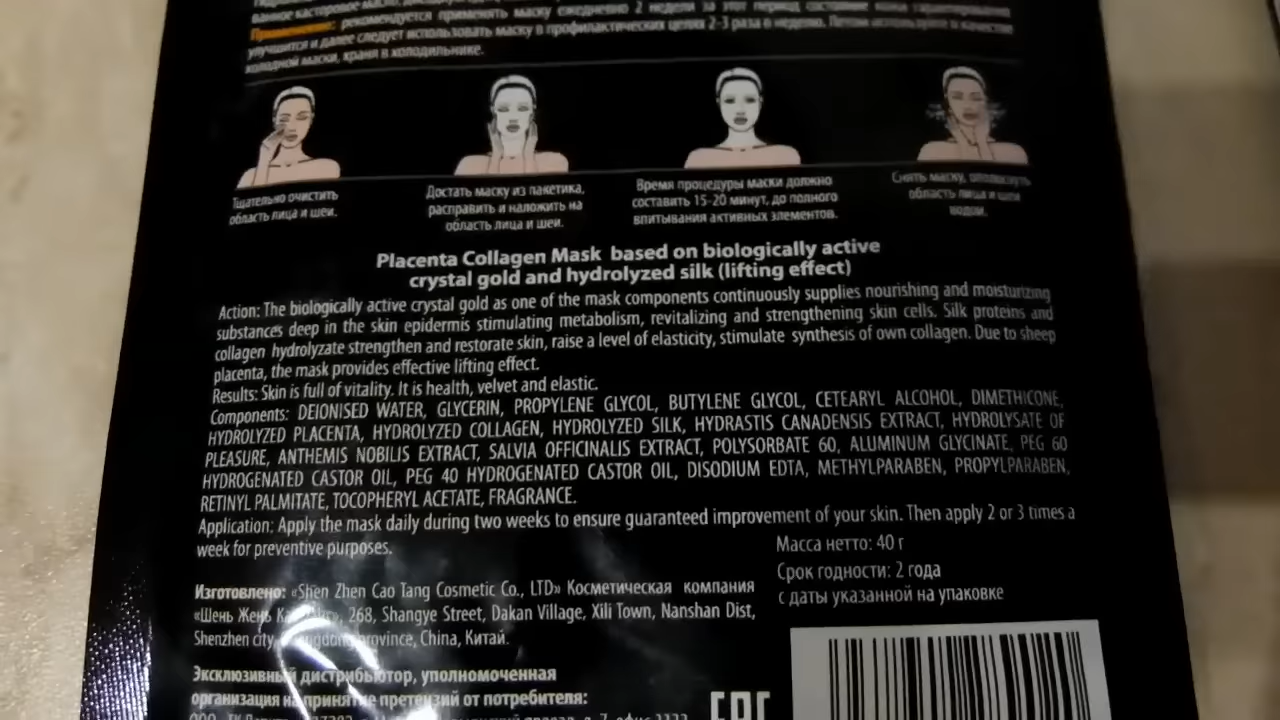 ванное касторовое масло,
Применение: рекомендуется применять маску ежедневно 2 недели за этот период состояние кожи гарантированно
улучшится и далее следует использовать маску в профилактических целях 2-3 раза в неделю. Летом используйте в качестве
холодной маски, храня в холодильнике.
Тщательно очистить
область лица и шеи.
Достать маску из пакетика,
расправить и наложить на
область лица и шеи.
Время процедуры маски должно
составить 15-20 минут, до полного
впитывания активных элементов.
Снять маску, ополоснуть
область лица и шеи
водой.
Placenta Collagen Mask based on biologically active
crystal gold and hydrolyzed silk (lifting effect)
Action: The biologically active crystal gold as one of the mask components continuously supplies nourishing and moisturizing
substances deep in the skin epidermis stimulating metabolism, revitalizing and strengthening skin cells. Silk proteins and
collagen hydrolyzate strengthen and restorate skin, raise a level of elasticity, stimulate synthesis of own collagen. Due to sheep
placenta, the mask provides effective lifting effect.
Results: Skin is full of vitality. It is health, velvet and elastic.
Components: DEIONISED WATER, GLYCERIN, PROPYLENE GLYCOL, BUTYLENE GLYCOL, CETEARYL ALCOHOL, DIMETHICONE,
HYDROLYZED PLACENTA, HYDROLYZED COLLAGEN, HYDROLYZED SILK, HYDRASTIS CANADENSIS EXTRACT, HYDROLYSATE OF
PLEASURE, ANTHEMIS NOBILIS EXTRACT, SALVIA OFFICINALIS EXTRACT, POLYSORBATE 60, ALUMINUM GLYCINATE, PEG 60
HYDROGENATED CASTOR OIL, PEG 40 HYDROGENATED CASTOR OIL, DISODIUM EDTA, METHYLPARABEN, PROPYLPARABEN,
RETINYL PALMITATE, TOCOPHERYL ACETATE, FRAGRANCE.
Application: Apply the mask daily during two weeks to ensure guaranteed improvement of your skin. Then apply 2 or 3 times a
week for preventive purposes.
Масса нетто: 40 г
Срок годности: 2 года
с даты указанной на упаковке
Изготовлено: «Shen Zhen Cao Tang Cosmetic Co., LTD» Косметическая компания
«Шень Жень 268, Shangye Street, Dakan Village, Xili Town, Nanshan Dist,
Shenzhen city, province, China, Китай.
Эксклюзивный дистрибьютор, уполномоченная
организация на принятие претензий от потребителя:
EAC